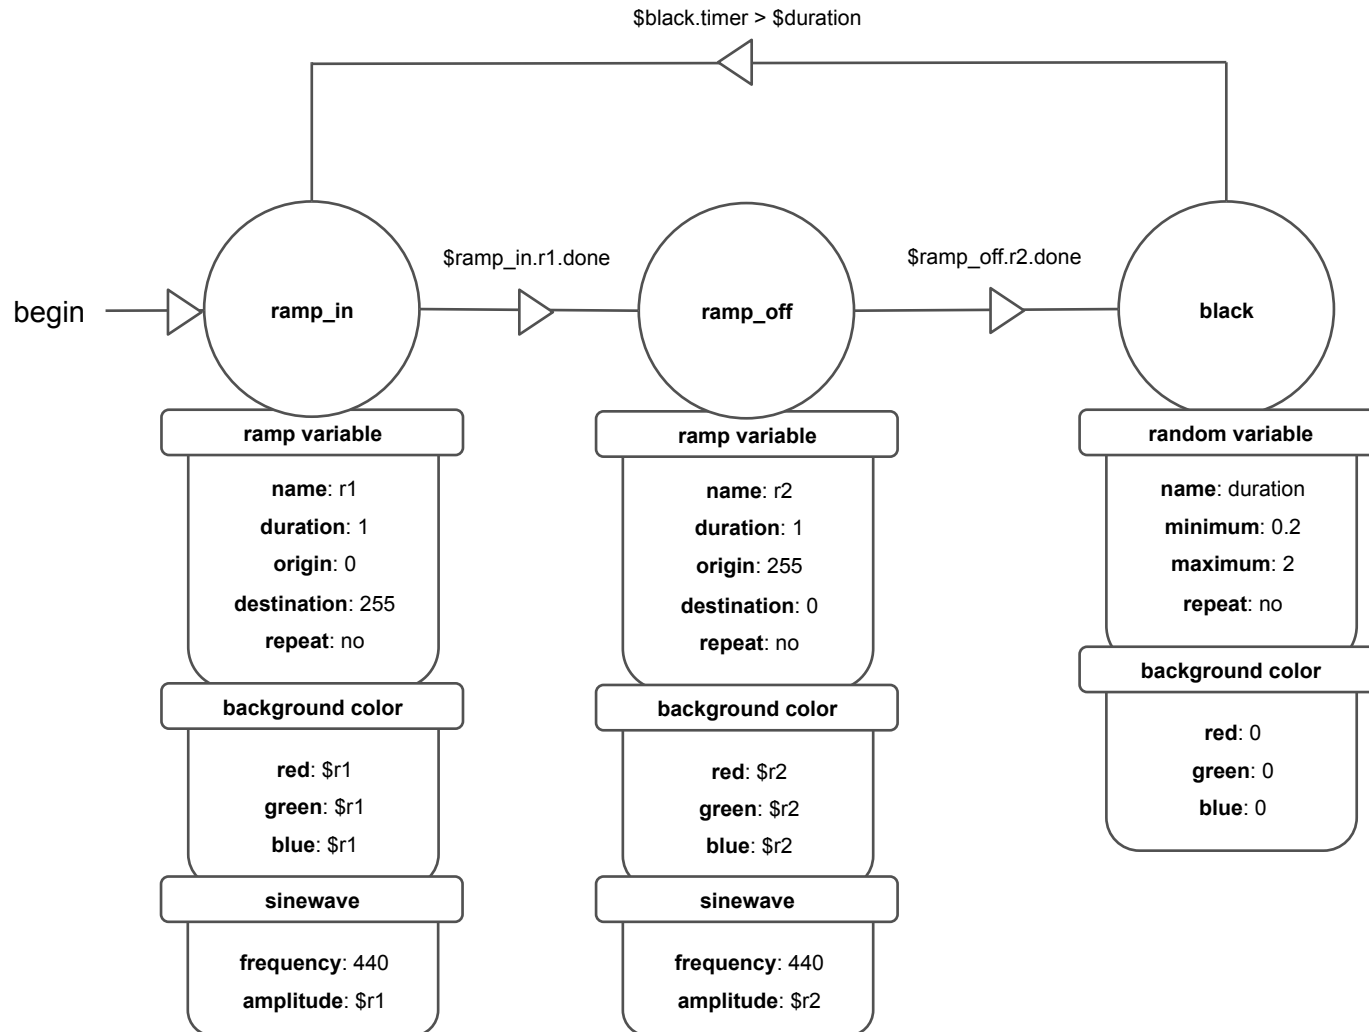 $black.timer > $duration
begin
ramp_in
$ramp_in.r1.done
ramp_off
$ramp_off.r2.done
black
ramp variable
name: r1
duration: 1
origin: 0
destination: 255
repeat: no
background color
red: $r1
green: $r1
blue: $r1
sinewave
frequency: 440
amplitude: $r1
ramp variable
name: r2
duration: 1
origin: 255
destination: 0
repeat: no
background color
red: $r2
green: $r2
blue: $r2
sinewave
frequency: 440
amplitude: $r2
random variable
name: duration
minimum: 0.2
maximum: 2
repeat: no
background color
red: 0
green: 0
blue: 0